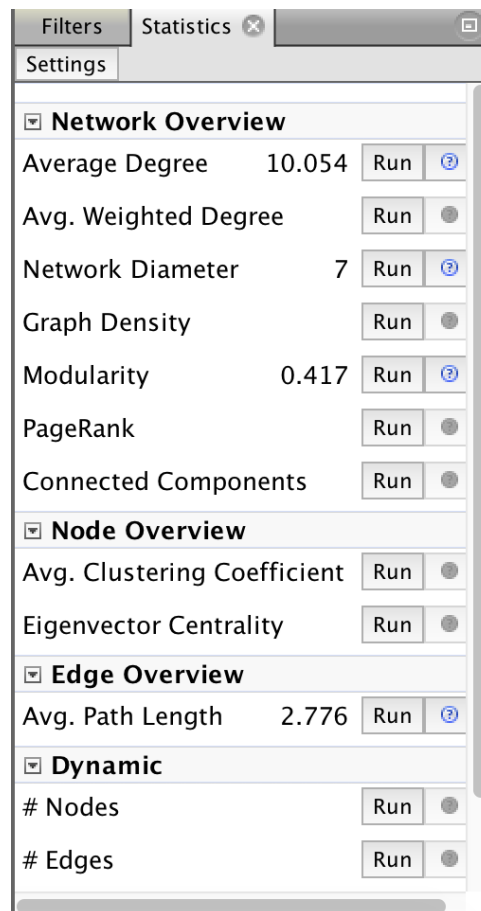 Filters Statistics
Settings
Network Overview
Average Degree 10.054 Run ?
Avg. Weighted Degree Run ?
Network Diameter 7 Run ?
Graph Density Run ?
Modularity 0.417 Run ?
PageRank Run ?
Connected Components Run ?
Node Overview
Avg. Clustering Coefficient Run ?
Eigenvector Centrality Run ?
Edge Overview
Avg. Path Length 2.776 Run ?
Dynamic
# Nodes Run ?
# Edges Run ?